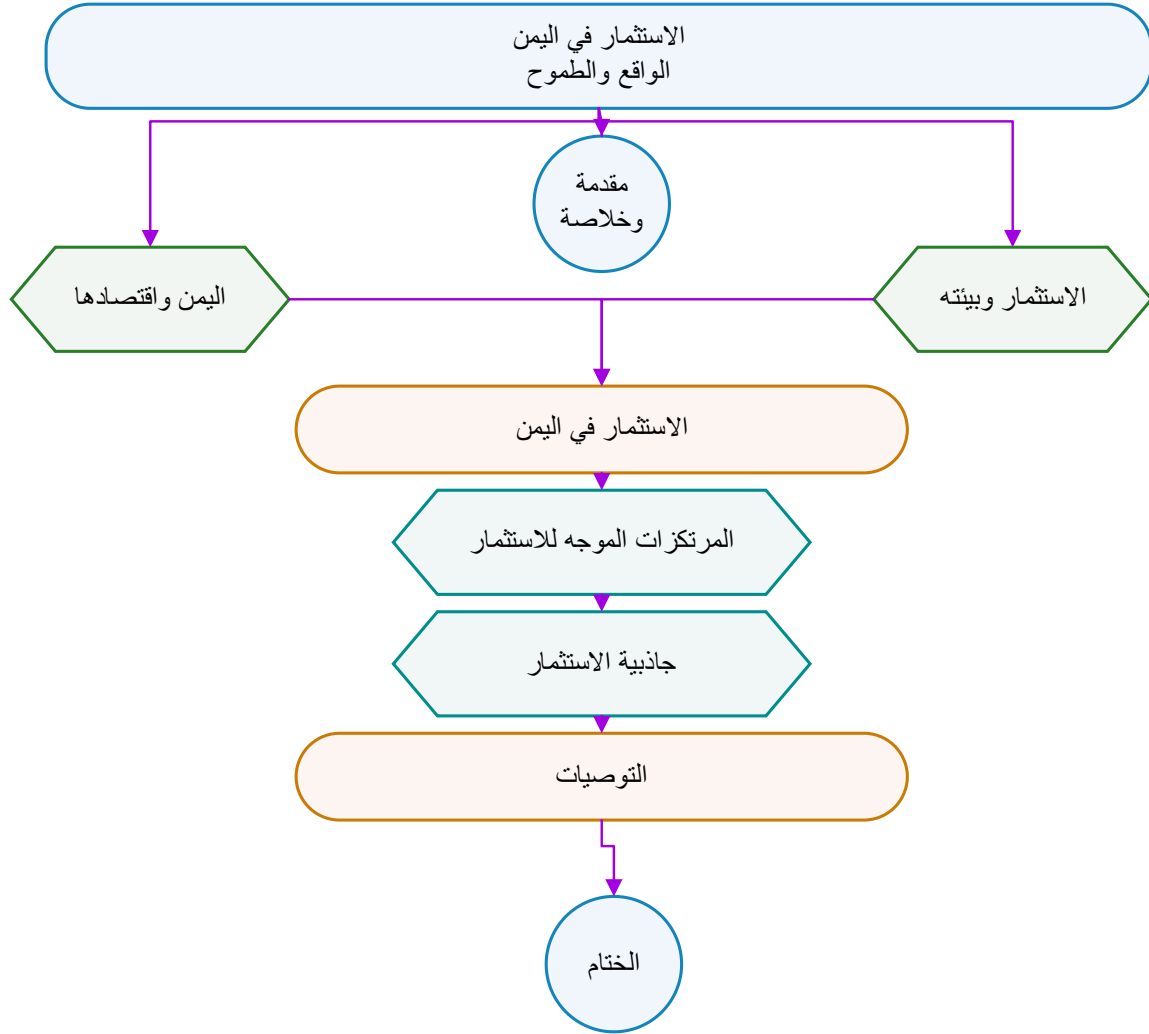 الاستثمار في اليمن
الواقع والطموح
مقدمة
وخلاصة
الاستثمار وبيئته
اليمن واقتصادها
الاستثمار في اليمن
المرتكزات الموجه للاستثمار
جاذبية الاستثمار
التوصيات
الختام